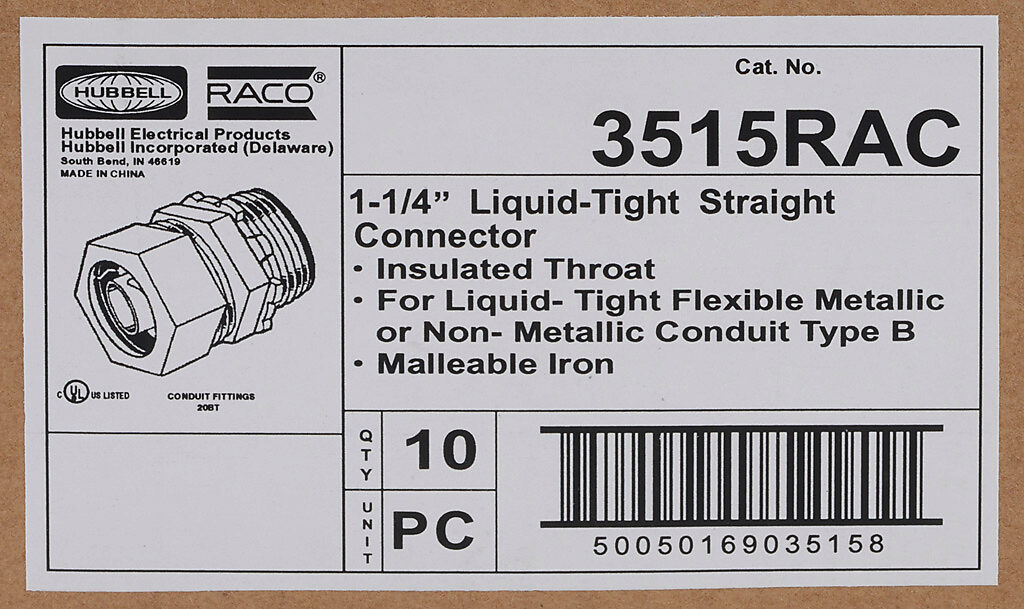 HUBBELL
RACO®
Hubbell Electrical Products
Hubbell Incorporated (Delaware)
South Bend, IN 46619
MADE IN CHINA
C UL US LISTED
CONDUIT FITTINGS
20BT
Cat. No.
3515RAC
1-1/4” Liquid-Tight Straight
Connector
• Insulated Throat
• For Liquid- Tight Flexible Metallic
or Non- Metallic Conduit Type B
• Malleable Iron
QTY
10
UNIT
PC
50050169035158